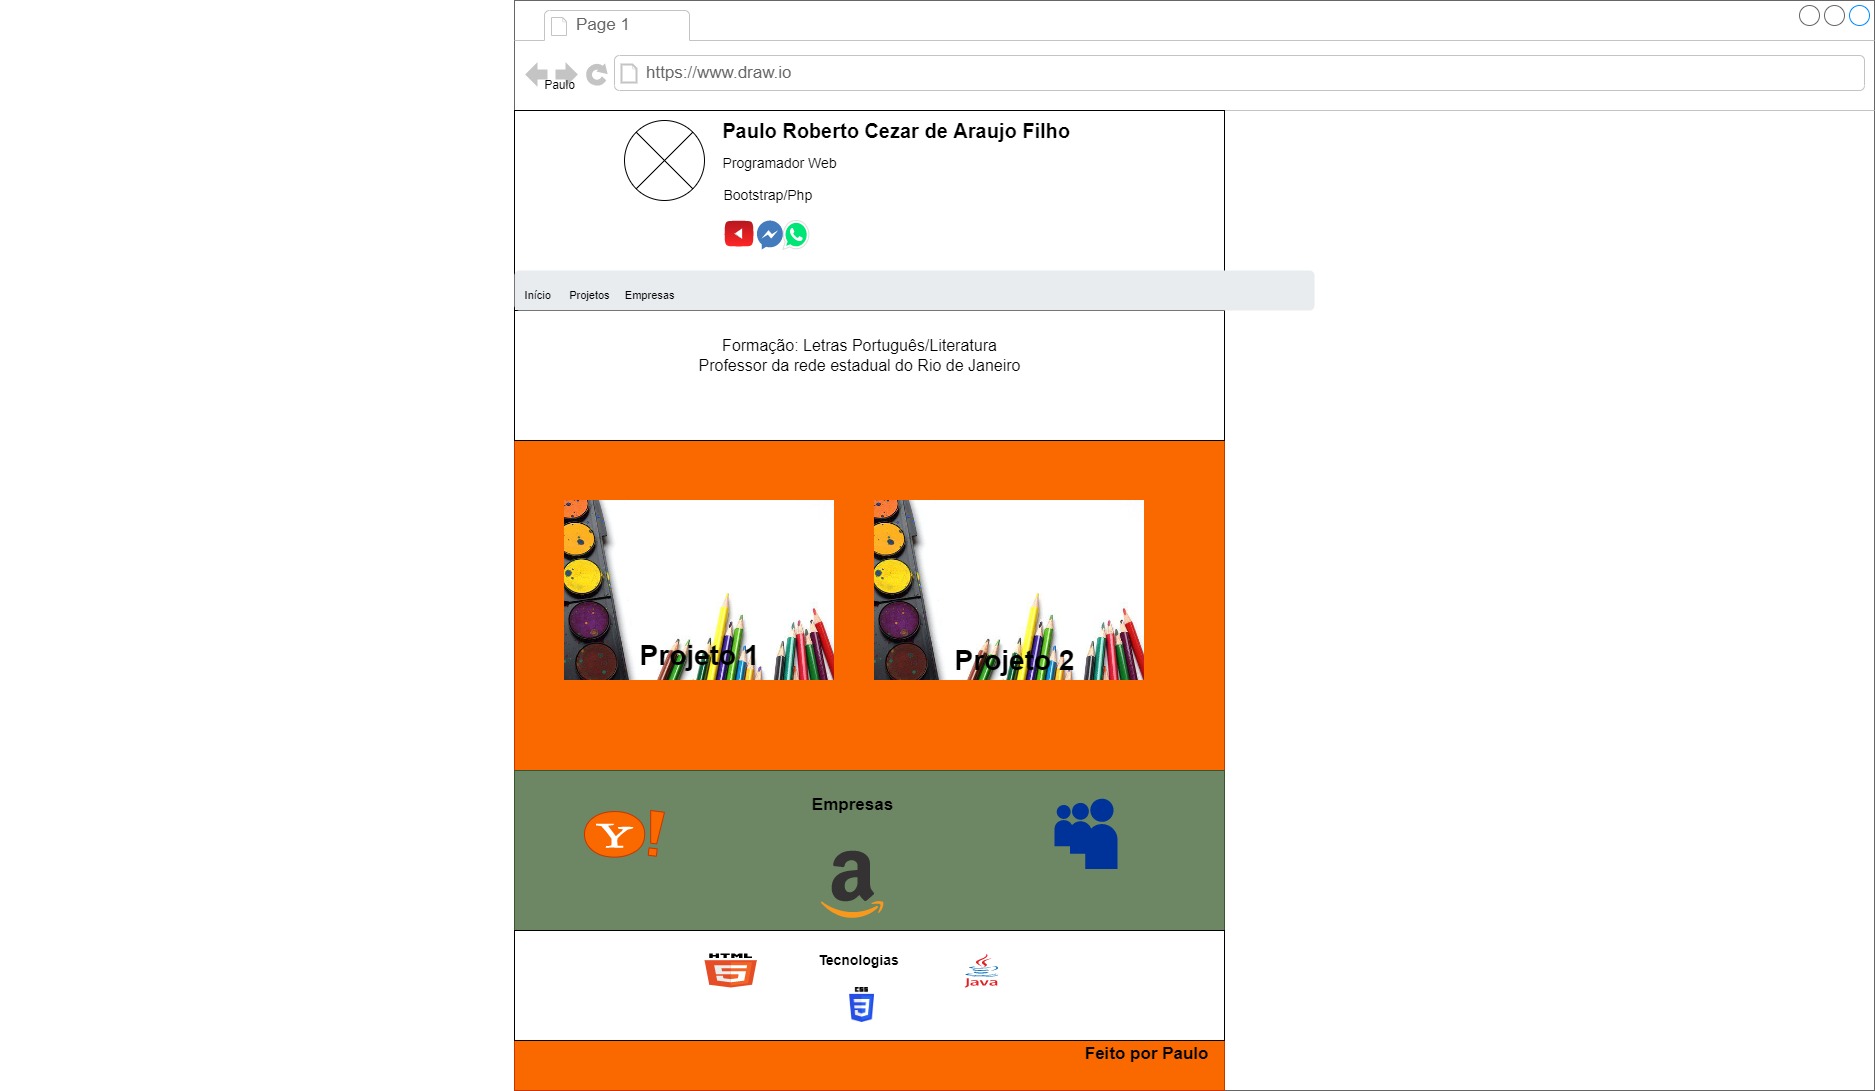 Page 1
https://www.draw.io
Paulo
Paulo Roberto Cezar de Araujo Filho
Programador Web
Bootstrap/Php
Início Projetos Empresas
Formação: Letras Português/Literatura
Professor da rede estadual do Rio de Janeiro
Projeto 1
Projeto 2
Empresas
Y!
a
HTML
5
Tecnologias
Java
CSS
3
Feito por Paulo